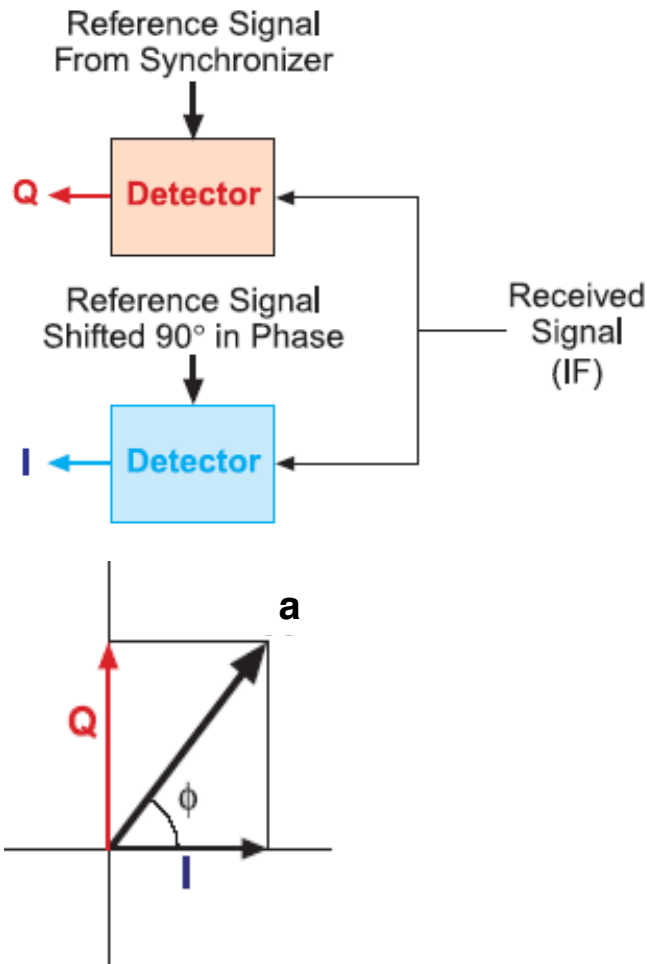 Reference Signal
From Synchronizer
Q
Detector
Reference Signal
Shifted 90° in Phase
Received
Signal
(IF)
I
Detector
a
Q
ϕ
I